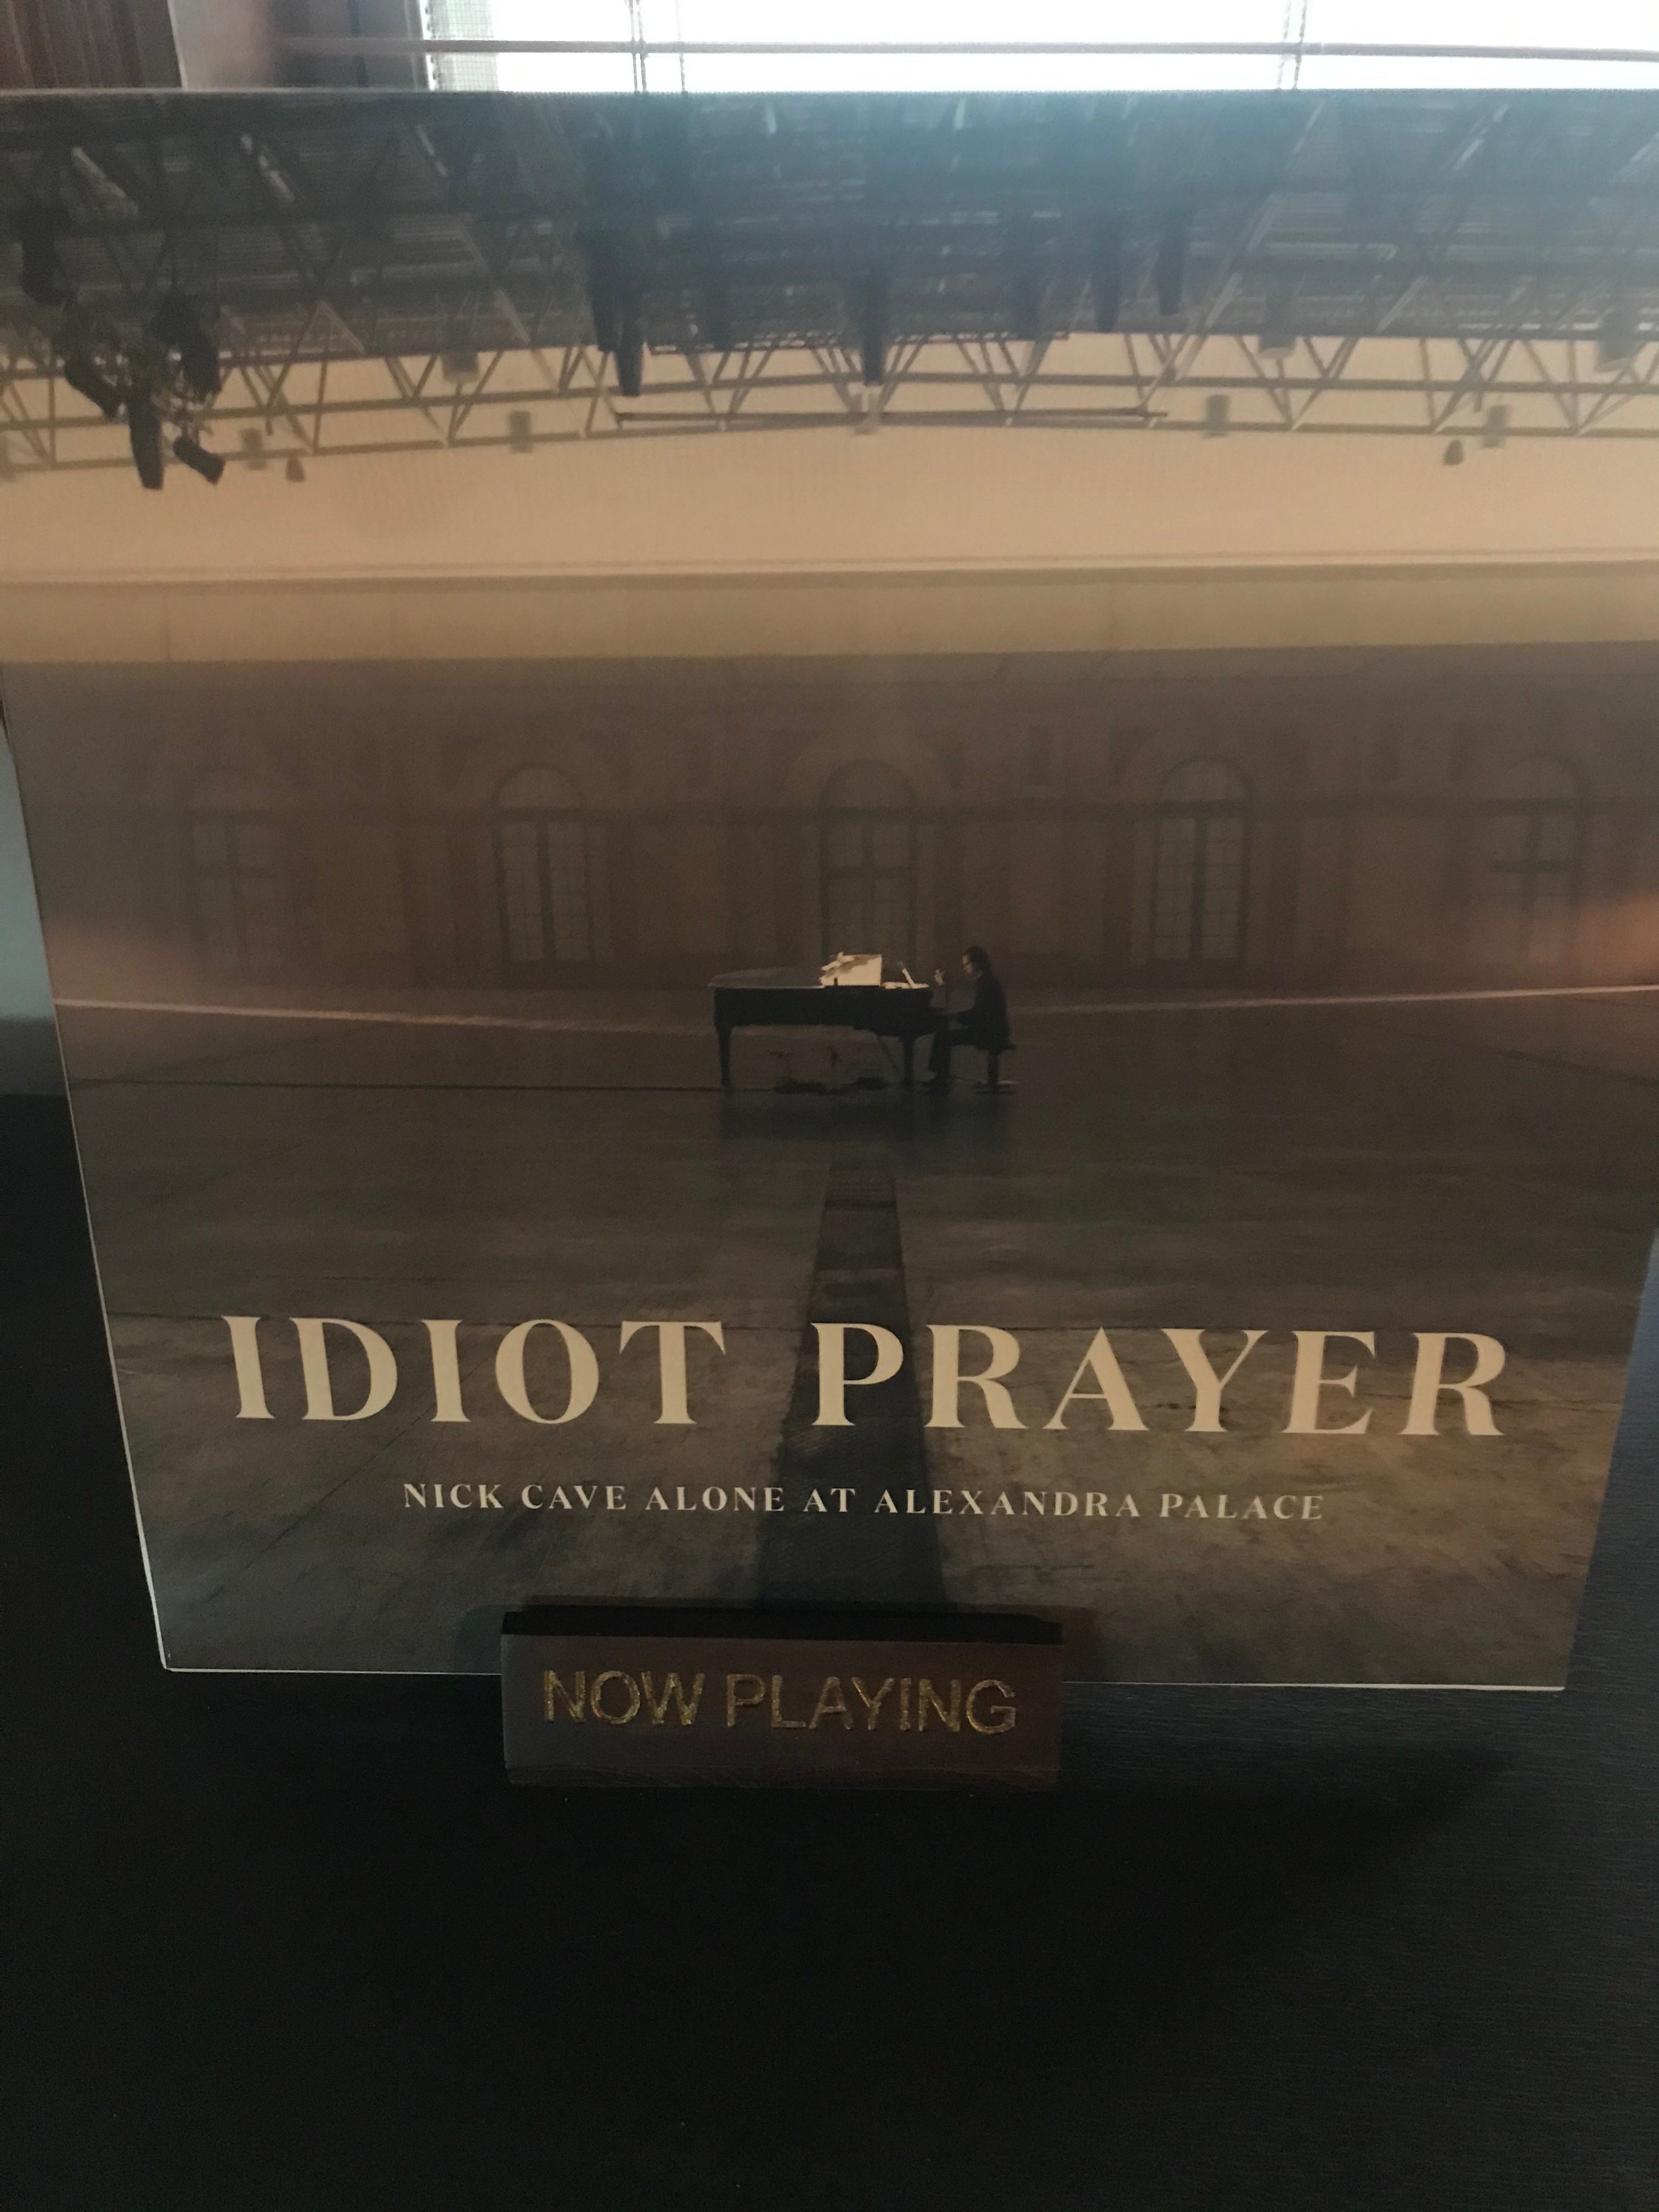 IDIOT PRAYER
NICK CAVE ALONE AT ALEXANDRA PALACE
NOW PLAYING